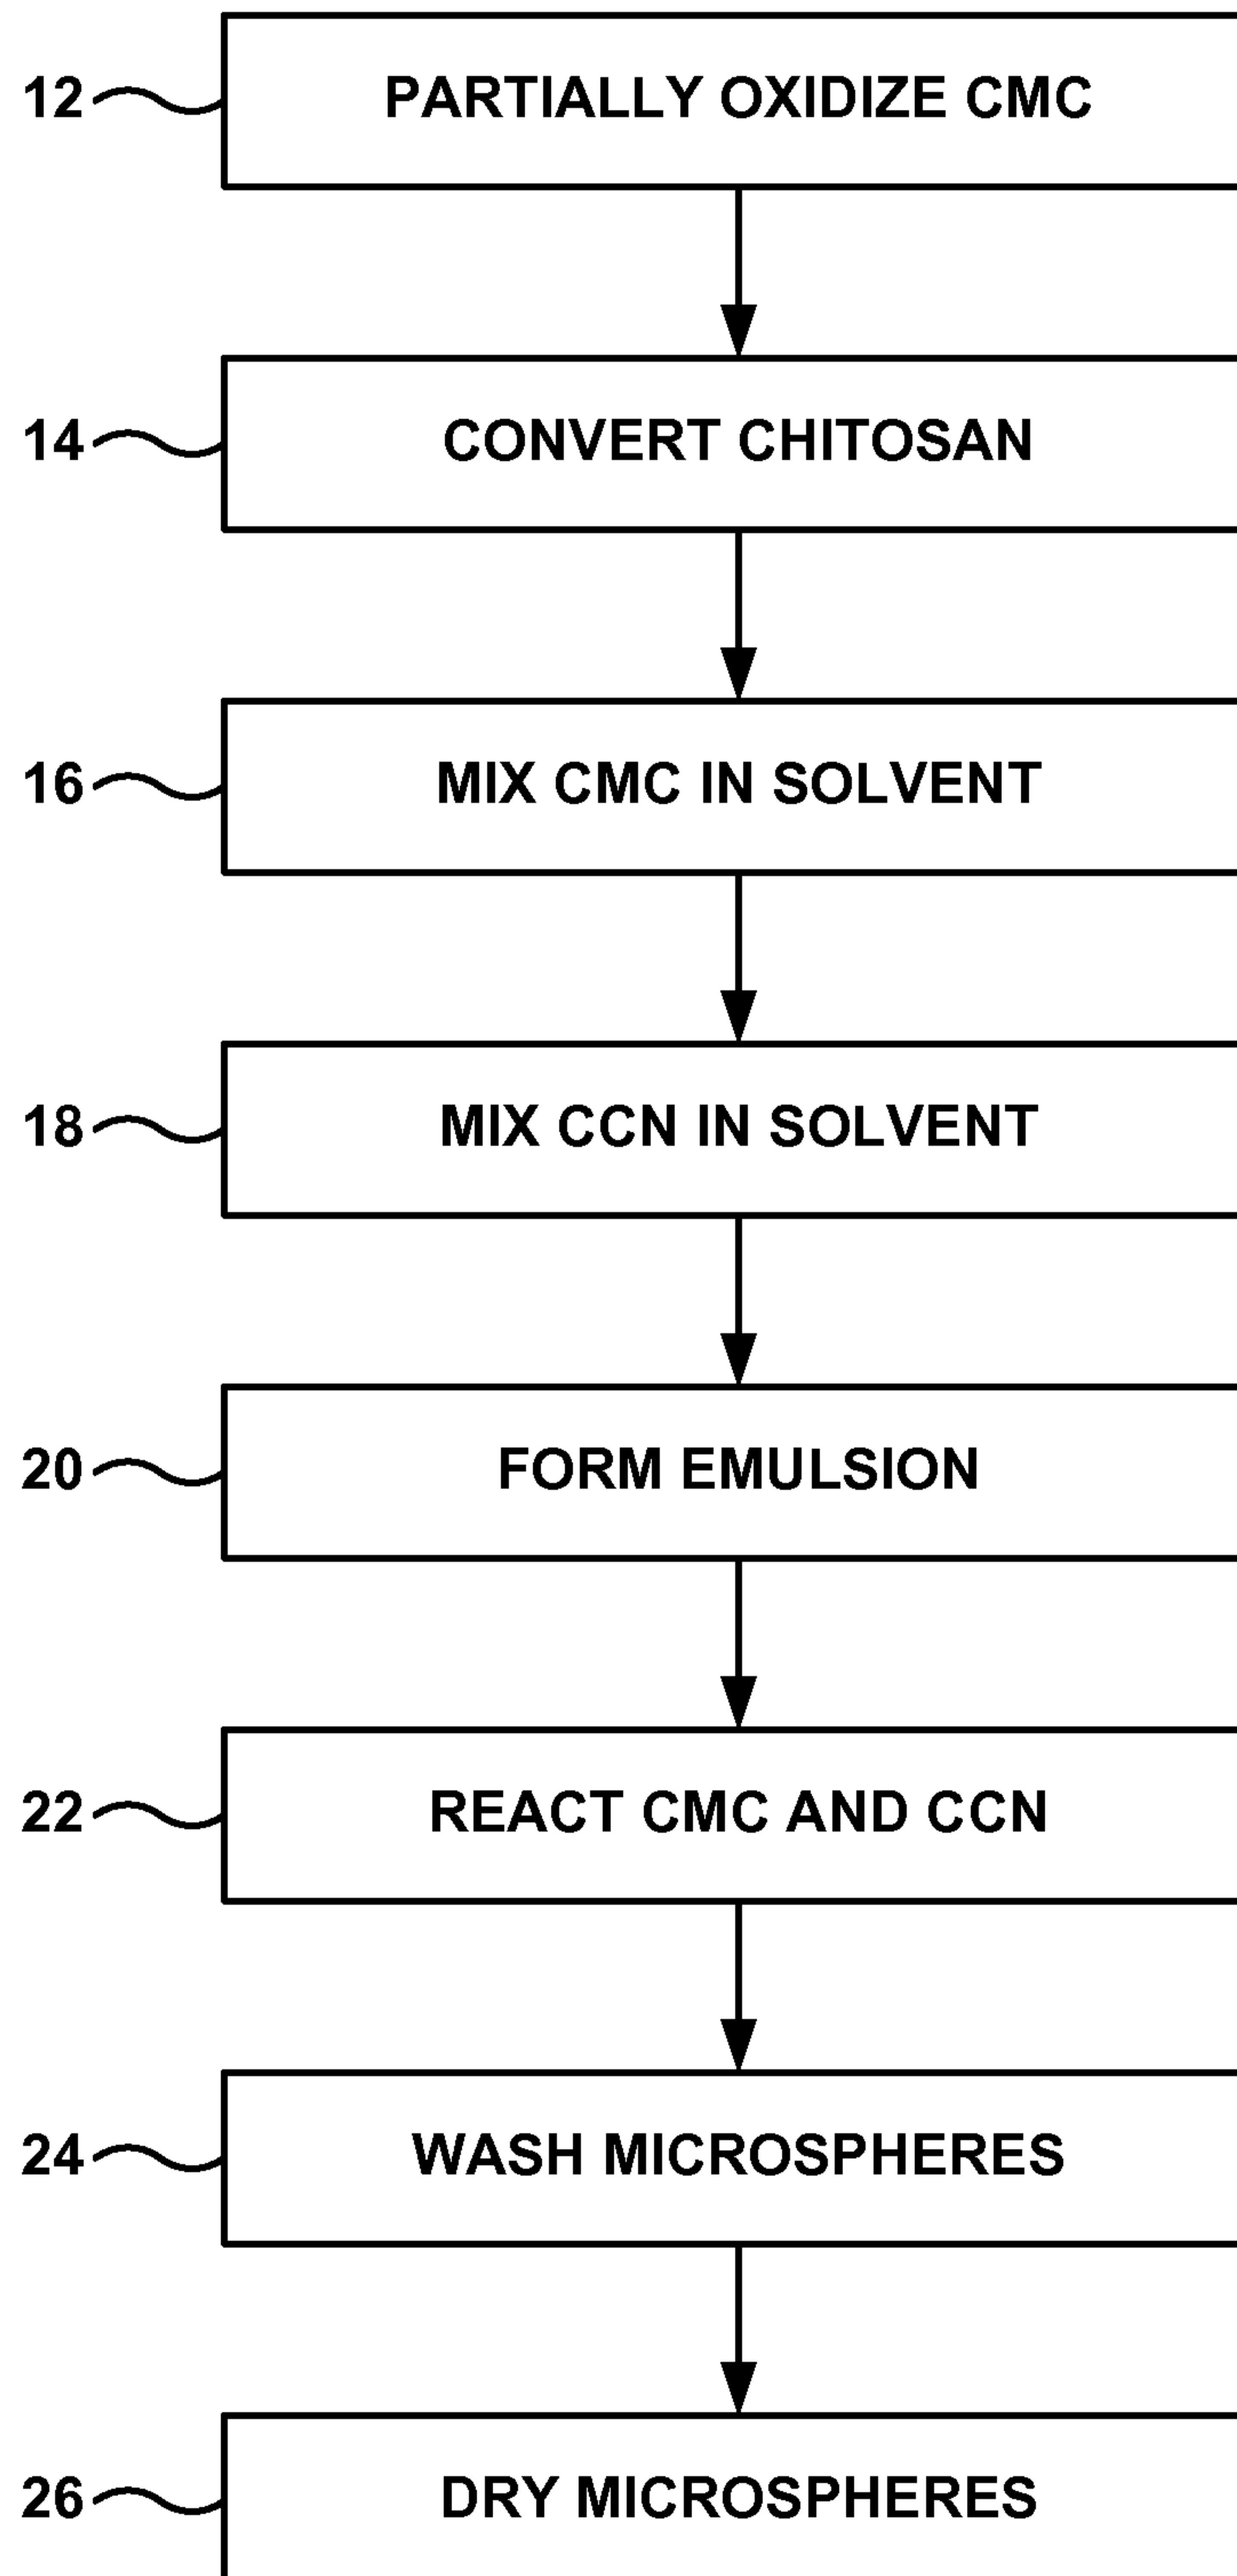 12 PARTIALLY OXIDIZE CMC
14 CONVERT CHITOSAN
16 MIX CMC IN SOLVENT
18 MIX CCN IN SOLVENT
20 FORM EMULSION
22 REACT CMC AND CCN
24 WASH MICROSPHERES
26 DRY MICROSPHERES